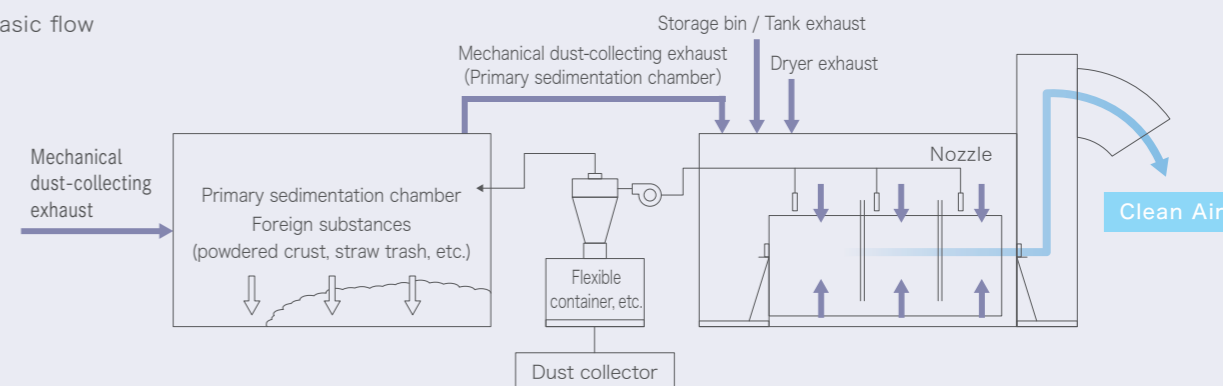 asic flow
Storage bin / Tank exhaust
Mechanical dust-collecting exhaust
(Primary sedimentation chamber)
Dryer exhaust
Mechanical
dust-collecting
exhaust
Primary sedimentation chamber
Foreign substances
(powdered crust, straw trash, etc.)
Nozzle
Clean Air
Flexible
container, etc.
Dust collector